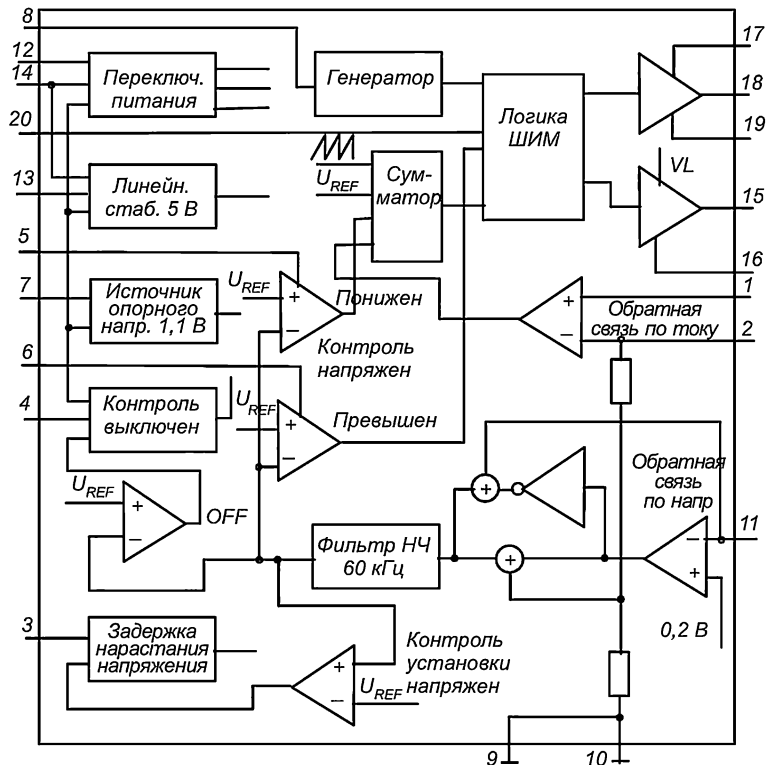 8
12
14
20
13
5
7
6
4
3
Переключ.
питания
Генератор
Логика
ШИМ
17
18
19
VL
15
16
1
2
11
Линейн.
стаб. 5 В
U REF
Сум-
матор
Источник
опорного
напр. 1,1 В
U REF
+
−
Понижен
Контроль
напряжен
+
−
Обратная
связь по току
Контроль
выключен
U REF
+
−
Превышен
U REF
+
−
OFF
Фильтр НЧ
60 кГц
+
+
Обратная
связь
по напр
−
+
0,2 В
Задержка
нарастания
напряжения
+
−
U REF
Контроль
установки
напряжен
9
10